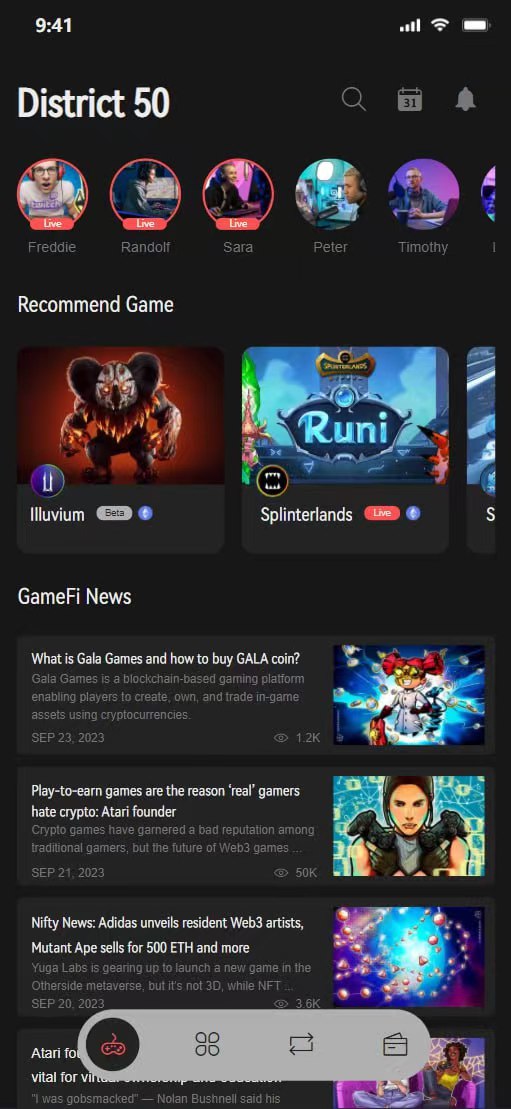 9:41
District 50
31
Live
Live
Live
Freddie
Randolf
Sara
Peter
Timothy
Recommend Game
SPLINTERLANDS
Runi
Illuvium
Beta
Splinterlands
Live
S
GameFi News
What is Gala Games and how to buy GALA coin?
Gala Games is a blockchain-based gaming platform
enabling players to create, own, and trade in-game
assets using cryptocurrencies.
SEP 23, 2023
1.2K
Play-to-earn games are the reason ‘real’ gamers
hate crypto: Atari founder
Crypto games have garnered a bad reputation among
traditional gamers, but the future of Web3 games ...
SEP 21, 2023
50K
Nifty News: Adidas unveils resident Web3 artists,
Mutant Ape sells for 500 ETH and more
Yuga Labs is gearing up to launch a new game in the
Otherside metaverse, but it's not 3D, while NFT ...
SEP 20, 2023
3.6K
Atari fou
vital for virtual ownership and education
"I was gobsmacked" — Nolan Bushnell said his